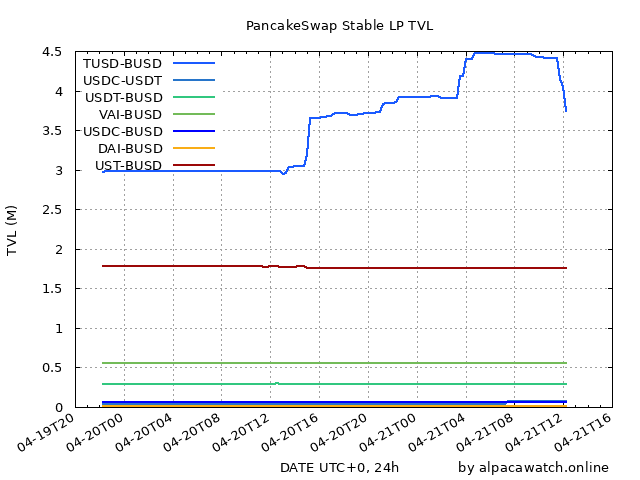 PancakeSwap Stable LP TVL
4.5
4
3.5
3
2.5
2
1.5
1
0.5
0
TVL (M)
TUSD-BUSD
USDC-USDT
USDT-BUSD
VAI-BUSD
USDC-BUSD
DAI-BUSD
UST-BUSD
04-19T20
04-20T00
04-20T04
04-20T08
04-20T12
04-20T16
04-20T20
04-21T00
04-21T04
04-21T08
04-21T12
04-21T16
DATE UTC+0, 24h
by alpacawatch.online